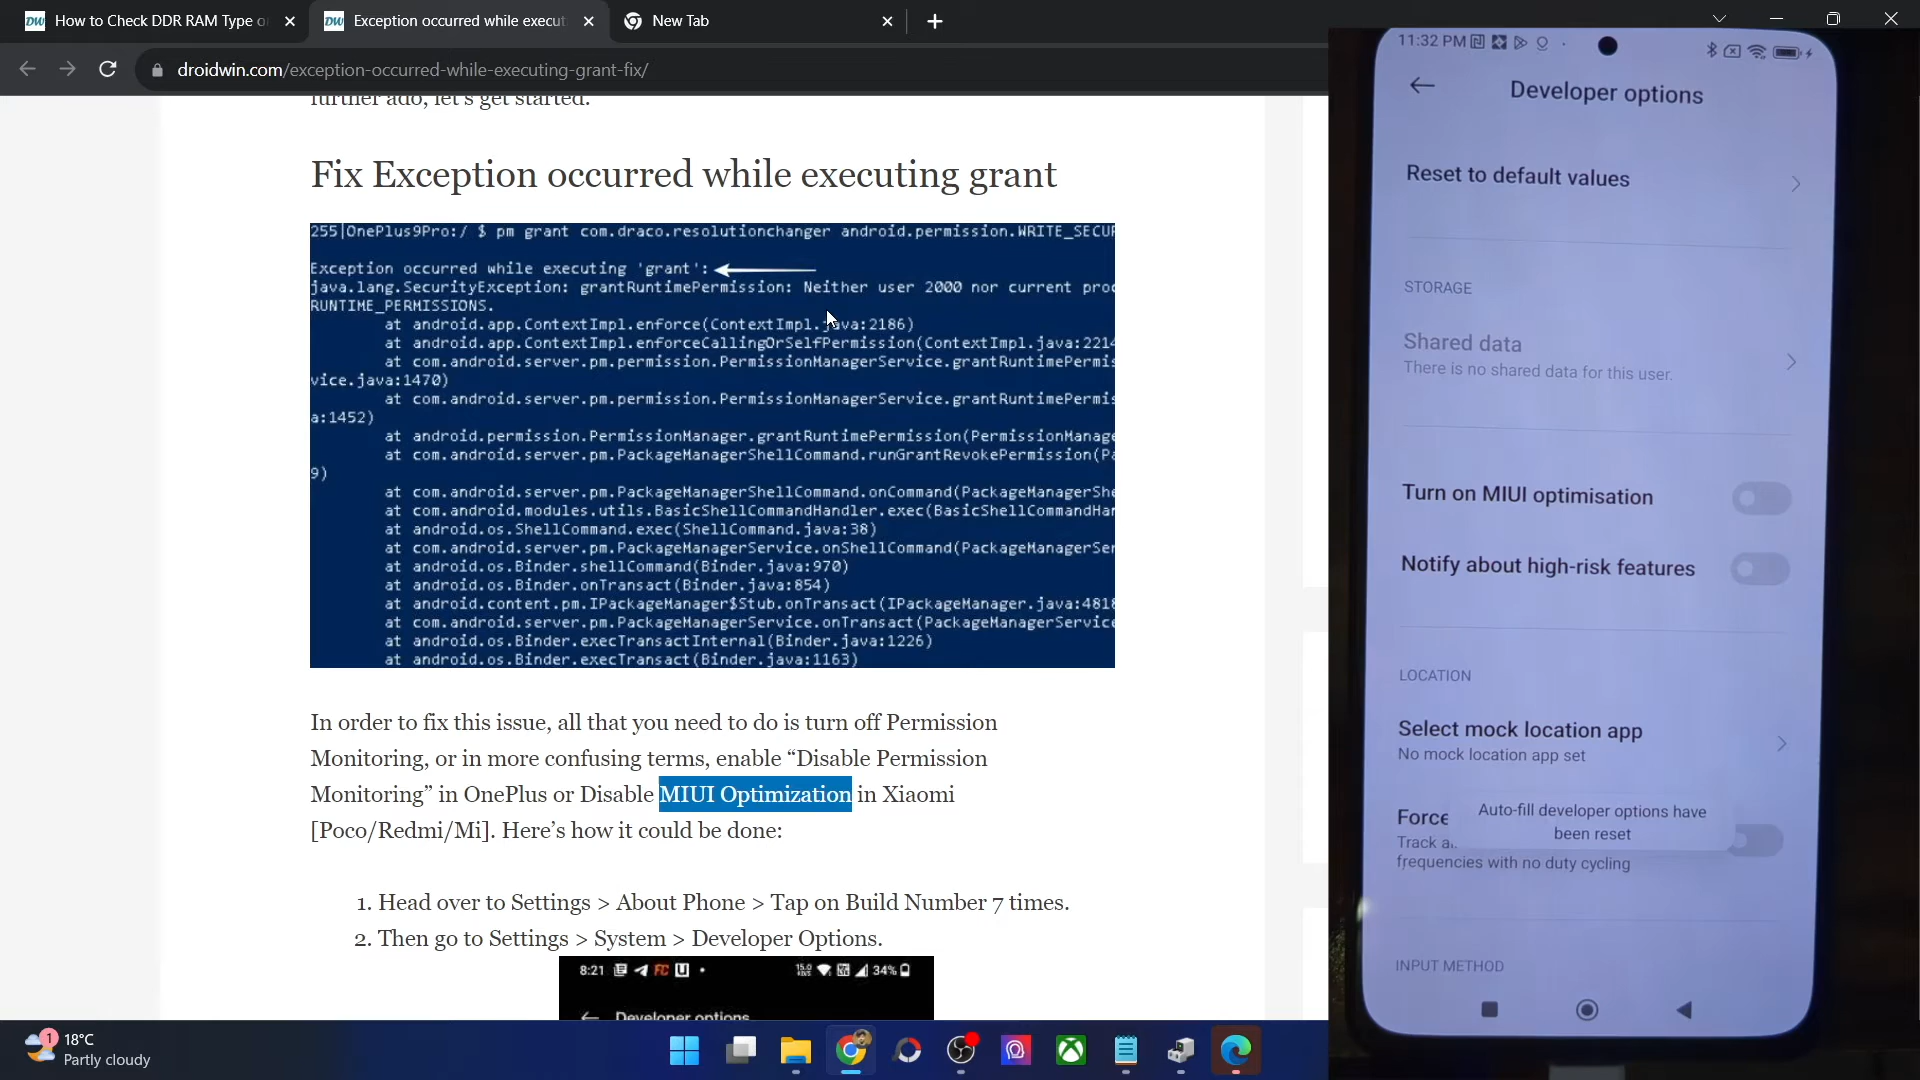 How to Check DDR RAM Type o
Exception occurred while execut
New Tab
droidwin.com/exception-occurred-while-executing-grant-fix/
further ado, let's get started.
Fix Exception occurred while executing grant
255|OnePlus9Pro:/ $ pm grant com.draco.resolutionchanger android.permission.WRITE_SECUR
Exception occurred while executing 'grant':
java.lang.SecurityException: grantRuntimePermission: Neither user 2000 nor current proc
RUNTIME_PERMISSIONS.
at android.app.ContextImpl.enforce(ContextImpl.java:2186)
at android.app.ContextImpl.enforceCallingOrSelfPermission(ContextImpl.java:2214
at com.android.server.pm.permission.PermissionManagerService.grantRuntimePermis
vice.java:1470)
at com.android.server.pm.permission.PermissionManagerService.grantRuntimePermis
a:1452)
at android.permission.PermissionManager.grantRuntimePermission(PermissionManage
at com.android.server.pm.PackageManagerShellCommand.runGrantRevokePermission(Pa
9)
at com.android.server.pm.PackageManagerShellCommand.onCommand(PackageManagerShe
at com.android.modules.utils.BasicShellCommandHandler.exec(BasicShellCommandHan
at android.os.ShellCommand.exec(ShellCommand.java:38)
at com.android.server.pm.PackageManagerService.onShellCommand(PackageManagerSer
at android.os.Binder.shellCommand(Binder.java:970)
at android.os.Binder.onTransact(Binder.java:854)
at android.content.pm.IPackageManager$Stub.onTransact(IPackageManager.java:4818
at com.android.server.pm.PackageManagerService.onTransact(PackageManagerService
at android.os.Binder.execTransactInternal(Binder.java:1226)
at android.os.Binder.execTransact(Binder.java:1163)
In order to fix this issue, all that you need to do is turn off Permission
Monitoring, or in more confusing terms, enable “Disable Permission
Monitoring” in OnePlus or Disable MIUI Optimization in Xiaomi
[Poco/Redmi/Mi]. Here’s how it could be done:
1. Head over to Settings > About Phone > Tap on Build Number 7 times.
2. Then go to Settings > System > Developer Options.
8:21
34%
Developer options
1
18°C
Partly cloudy
11:32 PM
Developer options
Reset to default values
STORAGE
Shared data
There is no shared data for this user.
Turn on MIUI optimisation
Notify about high-risk features
LOCATION
Select mock location app
No mock location app set
Force
Auto-fill developer options have
been reset
Track a
frequencies with no duty cycling
INPUT METHOD